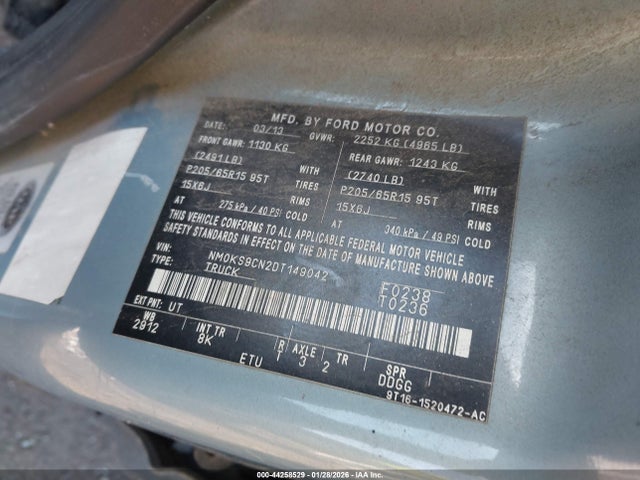 MFD. BY FORD MOTOR CO.
DATE: 03/13 GVWR: 2252 KG (4965 LB)
FRONT GAWR: 1130 KG REAR GAWR: 1243 KG
(2491 LB) WITH (2740 LB) WITH
P205/65R15 95T TIRES P205/65R15 95T TIRES
15X6J RIMS 15X6J RIMS
AT 275 kPa/40 PSI COLD AT 340 kPa/49 PSI COLD
THIS VEHICLE CONFORMS TO ALL APPLICABLE FEDERAL MOTOR VEHICLE
SAFETY STANDARDS IN EFFECT ON THE DATE OF MANUFACTURE SHOWN ABOVE
VIN: NM0KS9CN2DT149042 F0238
TYPE: TRUCK T0236
EXT PNT: UT
WB INT TR R AXLE TR SPR
2912 8K T 3 2 DDGG
ETU 9T16-1520472-AC
000-44258529 01/28/2026 IAA Inc. COPYRIGHT